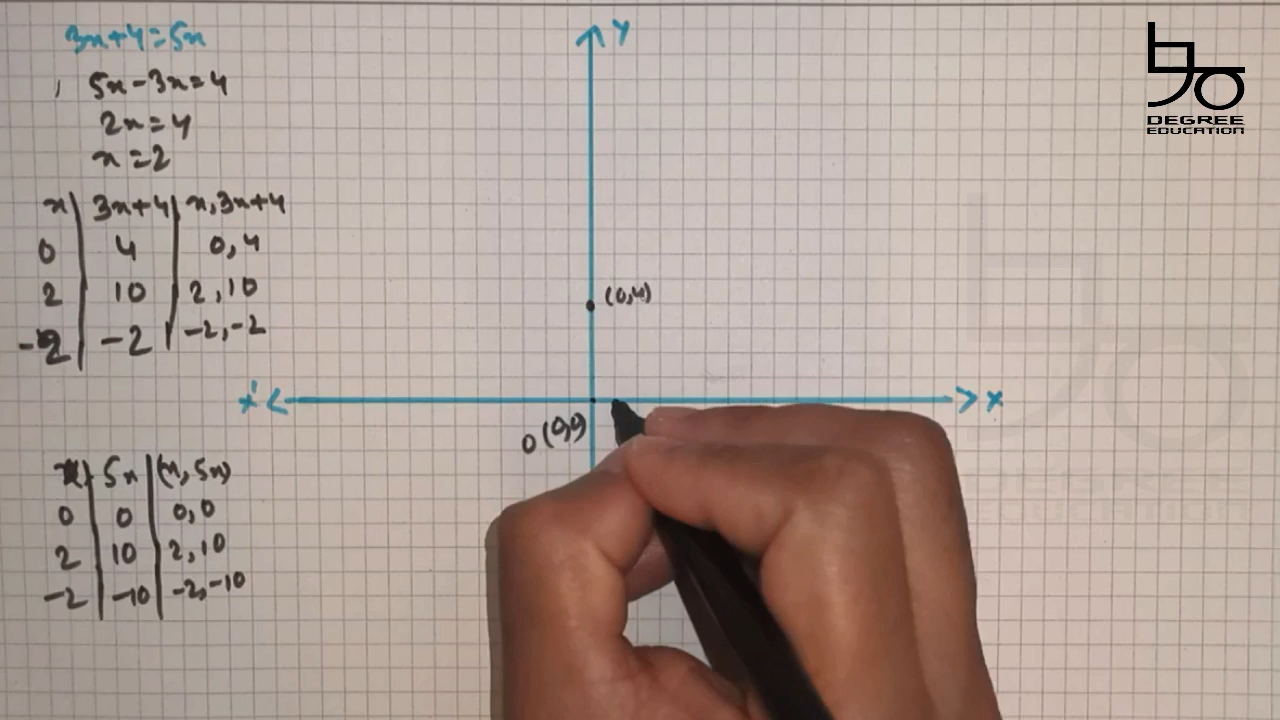 3x+4=5x
5x-3x=4
2x=4
x=2
x 3x+4 x,3x+4
0 4 0,4
2 10 2,10
-2 -2 -2,-2
x 5x (x,5x)
0 0 0,0
2 10 2,10
-2 -10 -2,-10
Y
(0,4)
X'
X
0 (0,0)
DEGREE
EDUCATION